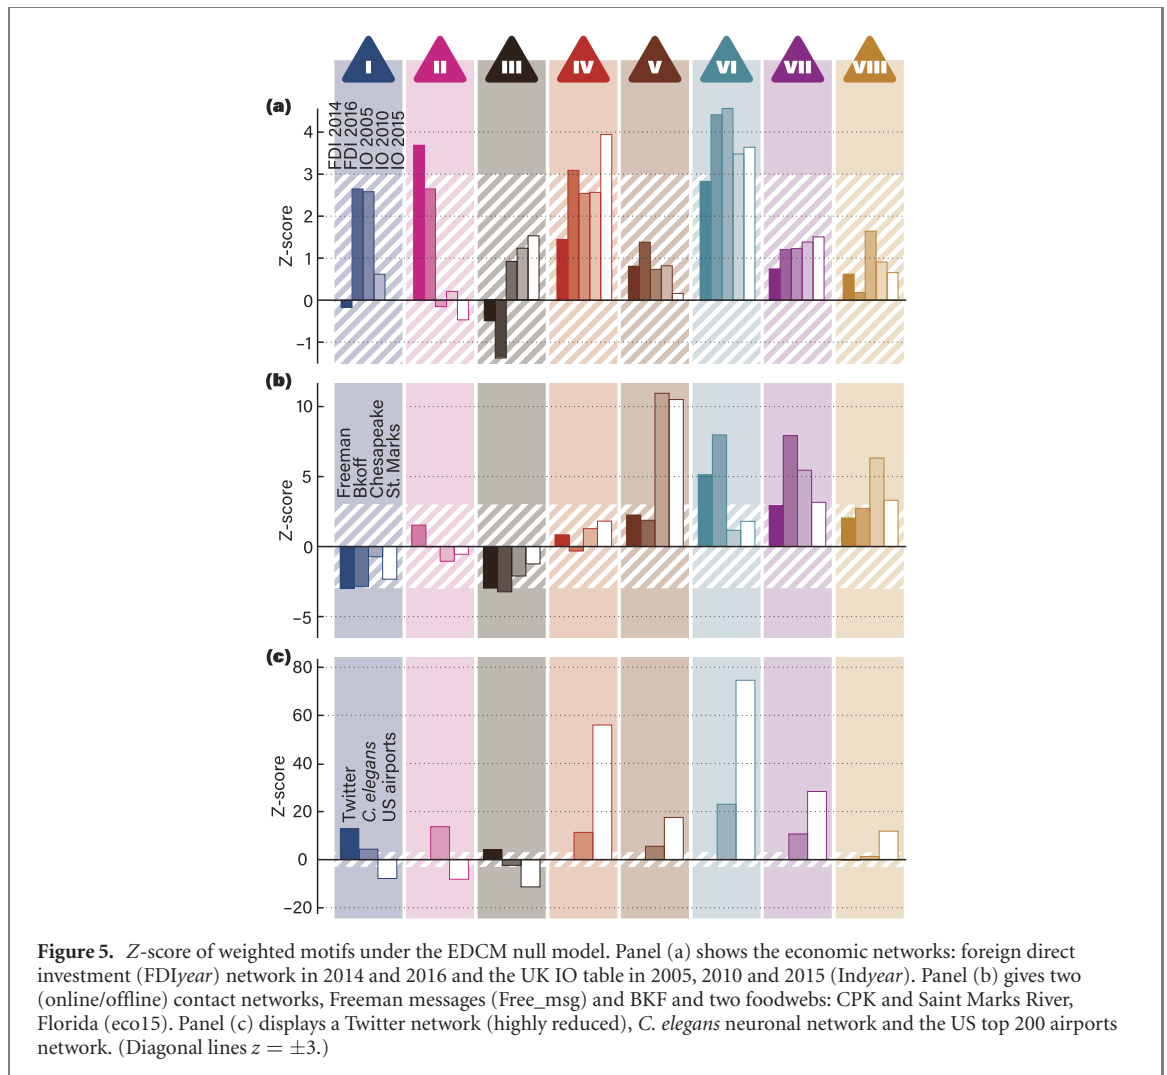 I II III IV V VI VII VIII
(a)
FDI 2014
FDI 2016
IO 2005
IO 2010
IO 2015
4
3
2
1
0
−1
Z-score
(b)
Freeman
Bkoff
Chesapeake
St. Marks
10
5
0
−5
Z-score
(c)
Twitter
C. elegans
US airports
80
60
40
20
0
−20
Z-score
Figure 5. Z-score of weighted motifs under the EDCM null model. Panel (a) shows the economic networks: foreign direct
investment (FDIyear) network in 2014 and 2016 and the UK IO table in 2005, 2010 and 2015 (Indyear). Panel (b) gives two
(online/offline) contact networks, Freeman messages (Free_msg) and BKF and two foodwebs: CPK and Saint Marks River,
Florida (eco15). Panel (c) displays a Twitter network (highly reduced), C. elegans neuronal network and the US top 200 airports
network. (Diagonal lines z = ±3.)